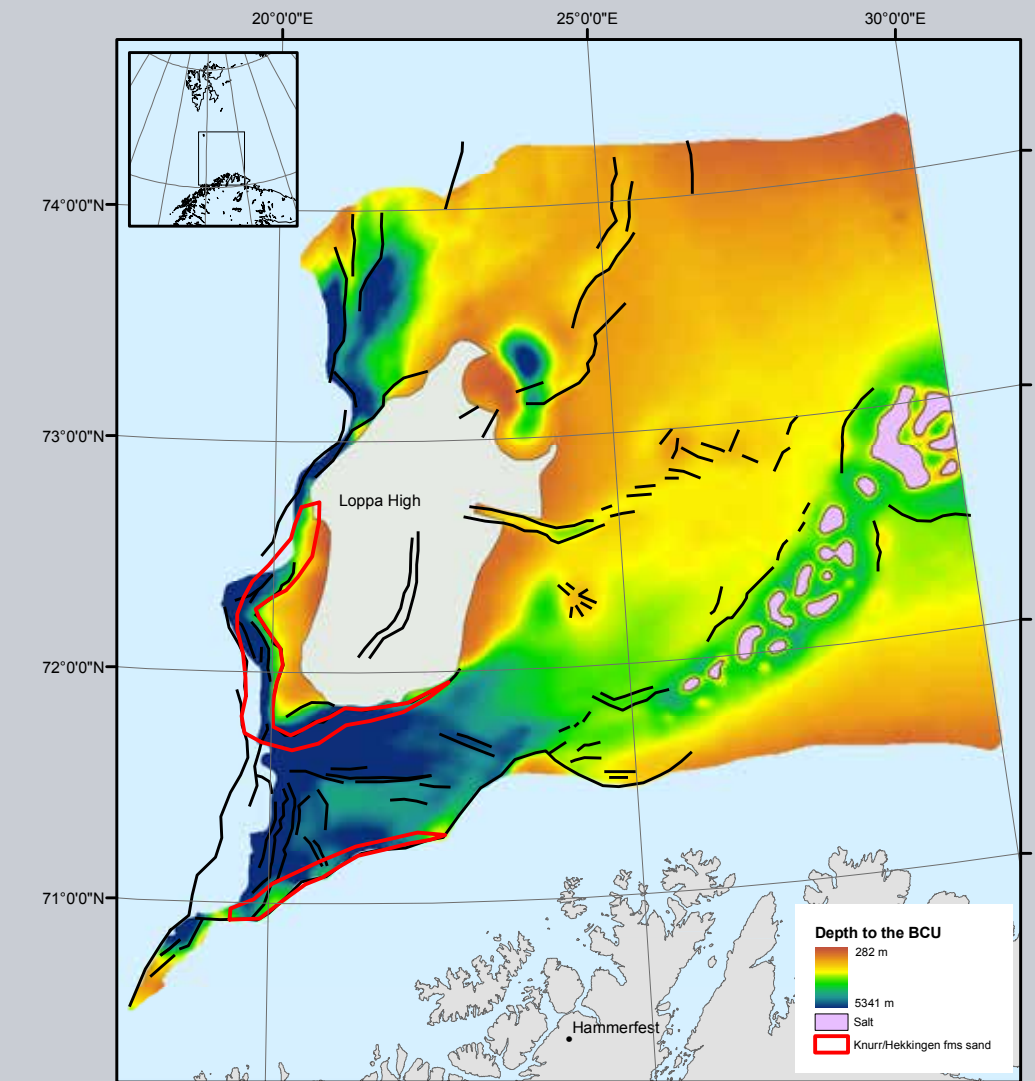 20°0'0"E
25°0'0"E
30°0'0"E
74°0'0"N
73°0'0"N
Loppa High
72°0'0"N
71°0'0"N
Hammerfest
Depth to the BCU
282 m
5341 m
Salt
Knurr/Hekkingen fms sand